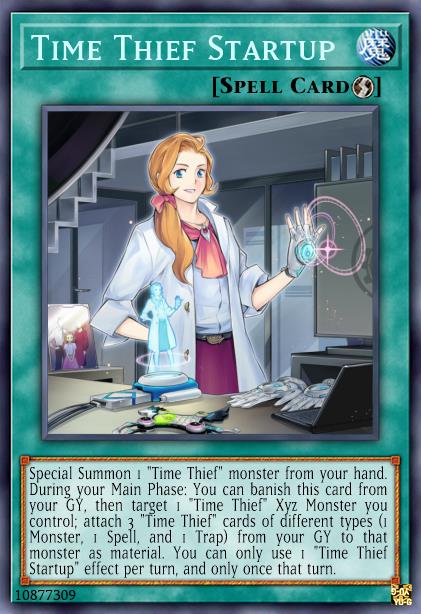 Time Thief Startup 魔
[Spell Card]
Special Summon 1 "Time Thief" monster from your hand.
During your Main Phase: You can banish this card from
your GY, then target 1 "Time Thief" Xyz Monster you
control; attach 3 "Time Thief" cards of different types (1
Monster, 1 Spell, and 1 Trap) from your GY to that
monster as material. You can only use 1 "Time Thief
Startup" effect per turn, and only once that turn.
10877309